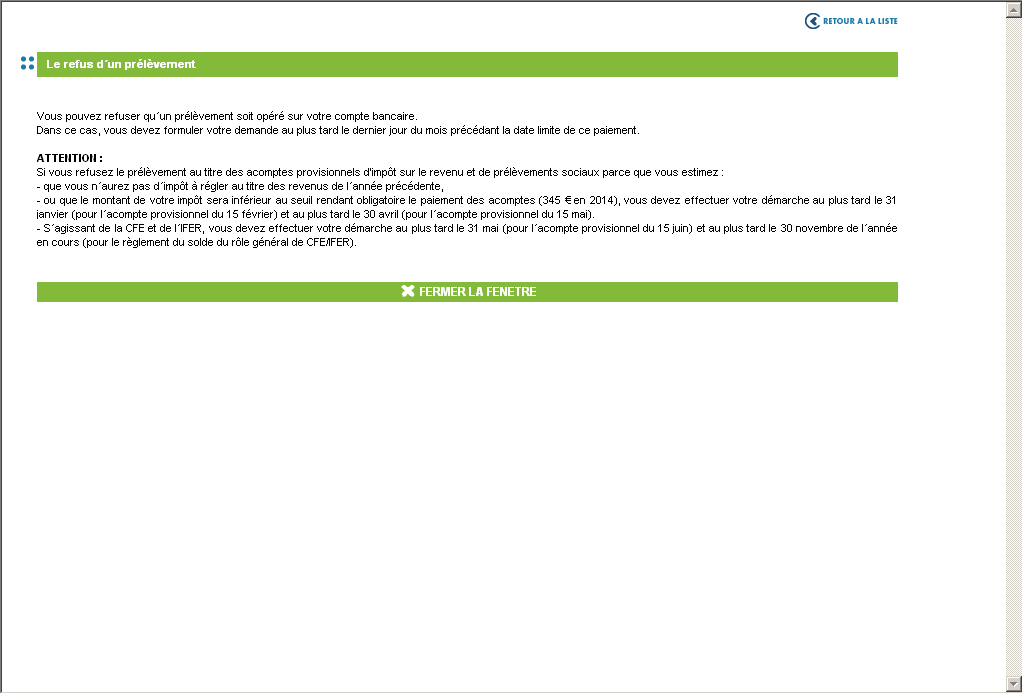 RETOUR A LA LISTE
Le refus d´un prélèvement
Vous pouvez refuser qu´un prélèvement soit opéré sur votre compte bancaire.
Dans ce cas, vous devez formuler votre demande au plus tard le dernier jour du mois précédant la date limite de ce paiement.
ATTENTION :
Si vous refusez le prélèvement au titre des acomptes provisionnels d'impôt sur le revenu et de prélèvements sociaux parce que vous estimez :
- que vous n´aurez pas d´impôt à régler au titre des revenus de l´année précédente,
- ou que le montant de votre impôt sera inférieur au seuil rendant obligatoire le paiement des acomptes (345 € en 2014), vous devez effectuer votre démarche au plus tard le 31
janvier (pour l´acompte provisionnel du 15 février) et au plus tard le 30 avril (pour l´acompte provisionnel du 15 mai).
- S´agissant de la CFE et de l´IFER, vous devez effectuer votre démarche au plus tard le 31 mai (pour l´acompte provisionnel du 15 juin) et au plus tard le 30 novembre de l´année
en cours (pour le règlement du solde du rôle général de CFE/IFER).
FERMER LA FENETRE